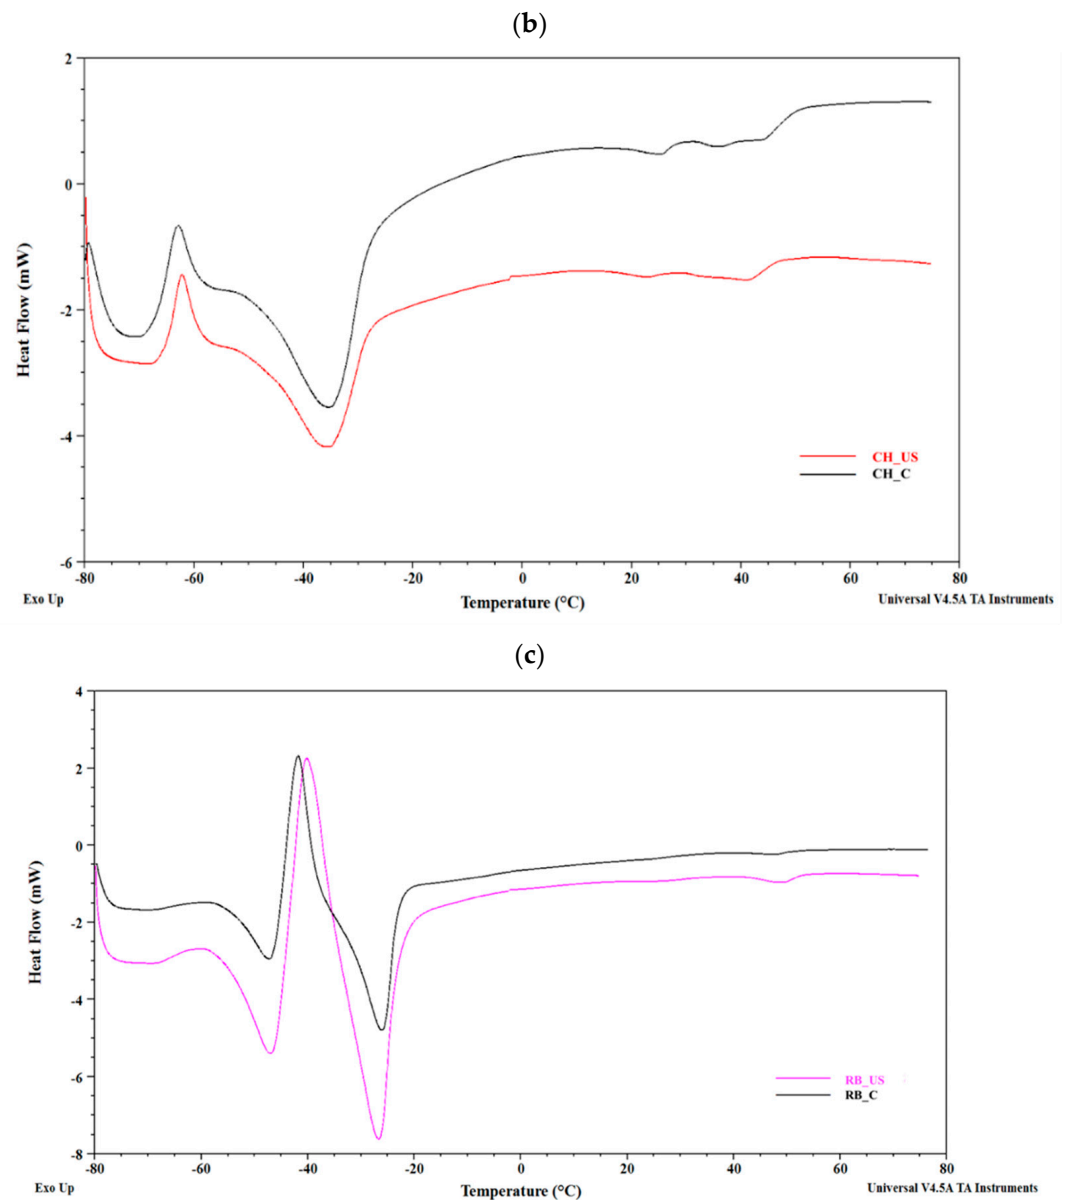 (b)
2
0
-2
-4
-6
Heat Flow (mW)
-80 -60 -40 -20 0 20 40 60 80
CH_US
CH_C
Exo Up Temperature (°C) Universal V4.5A TA Instruments
(c)
4
2
0
-2
-4
-6
-8
Heat Flow (mW)
-80 -60 -40 -20 0 20 40 60 80
RB_US
RB_C
Exo Up Temperature (°C) Universal V4.5A TA Instruments